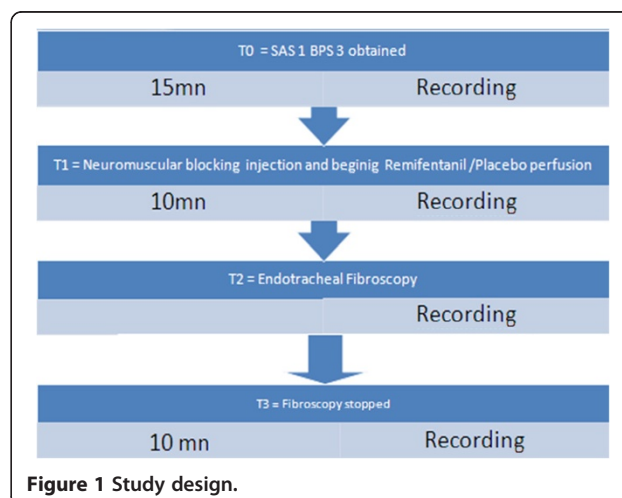 T0 = SAS 1 BPS 3 obtained
15mn Recording
T1 = Neuromuscular blocking injection and begining Remifentanil /Placebo perfusion
10mn Recording
T2 = Endotracheal Fibroscopy
Recording
T3 = Fibroscopy stopped
10 mn Recording
Figure 1 Study design.